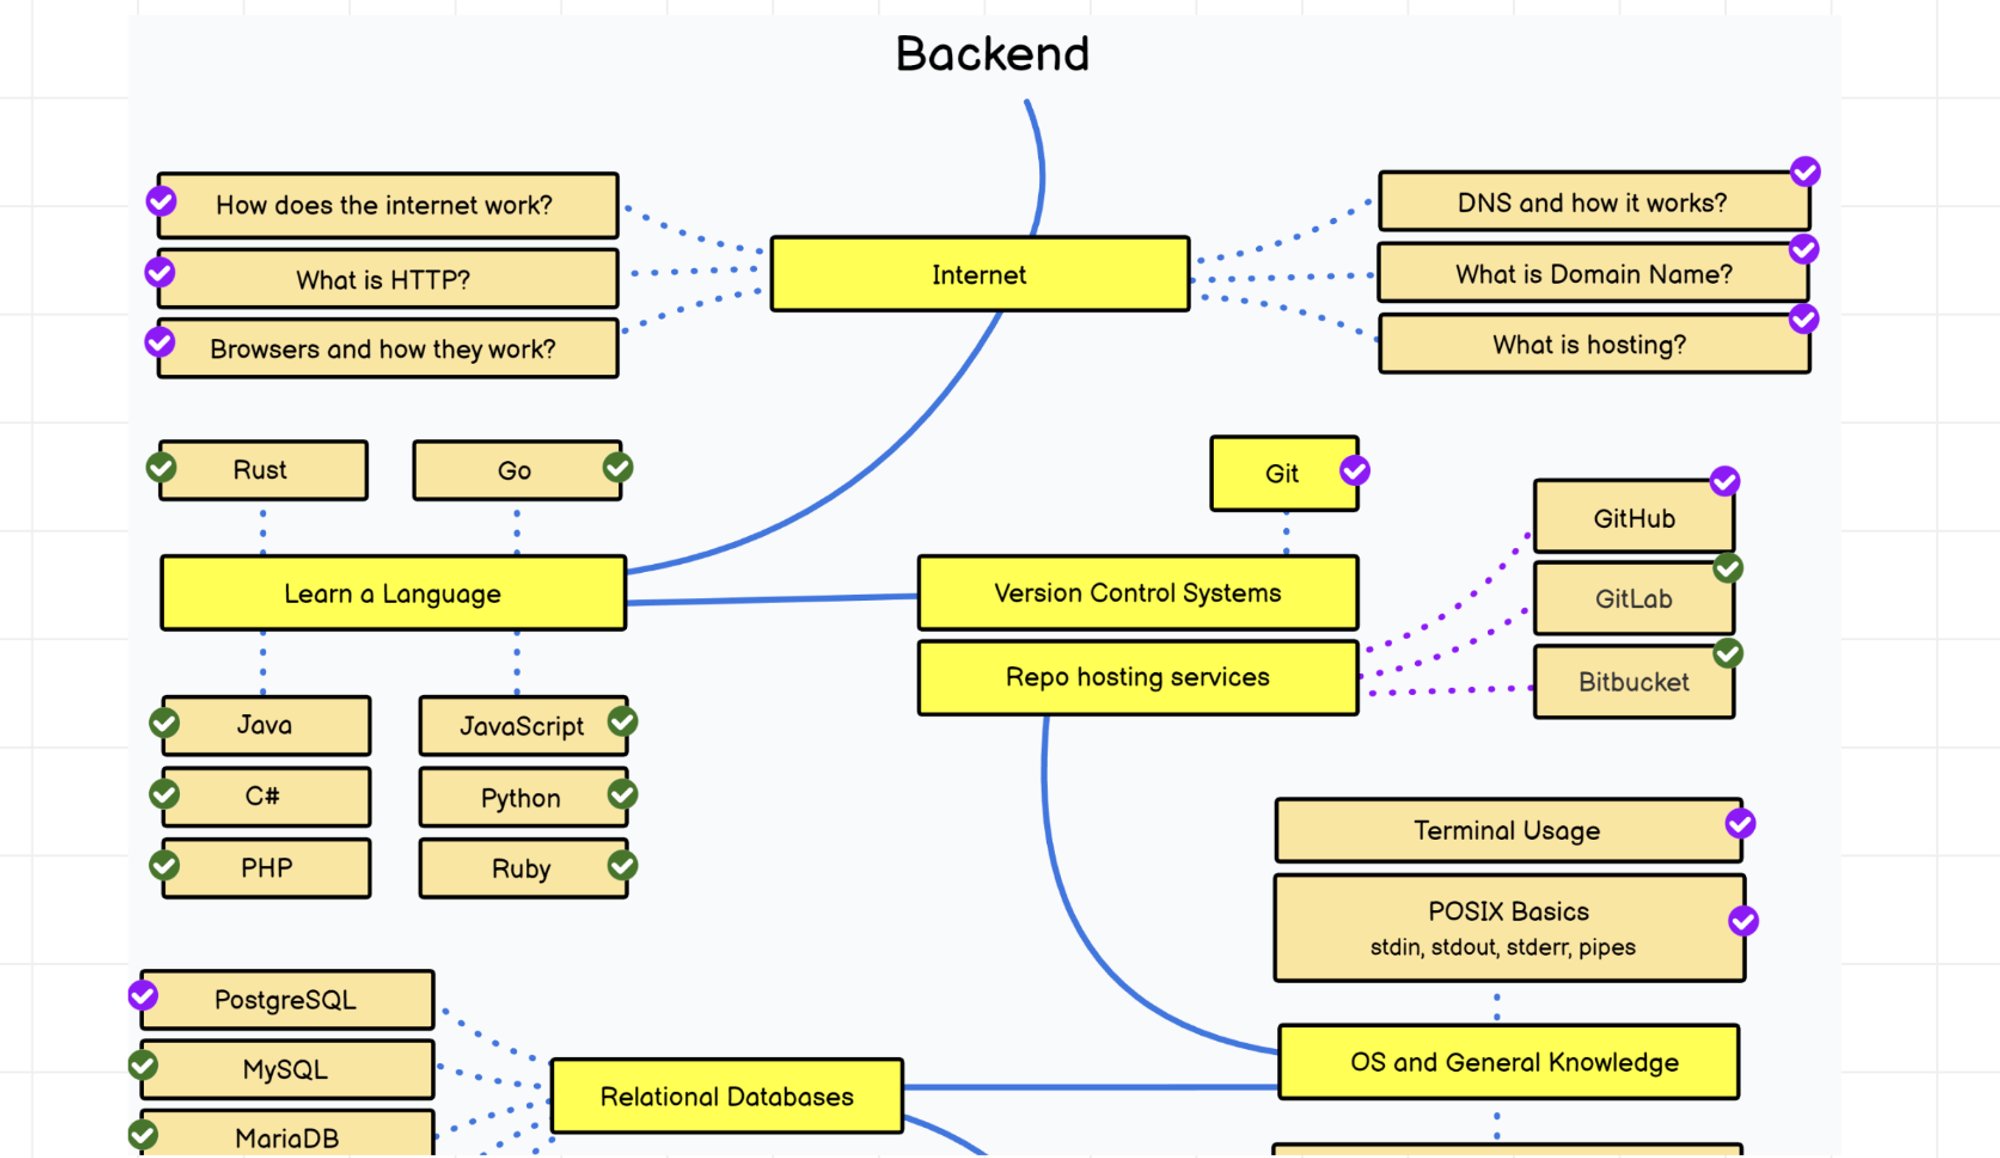 Backend
How does the internet work?
What is HTTP?
Browsers and how they work?
Internet
DNS and how it works?
What is Domain Name?
What is hosting?
Rust
Go
Learn a Language
Java
JavaScript
C#
Python
PHP
Ruby
Git
Version Control Systems
Repo hosting services
GitHub
GitLab
Bitbucket
Terminal Usage
POSIX Basics
stdin, stdout, stderr, pipes
OS and General Knowledge
PostgreSQL
MySQL
MariaDB
Relational Databases